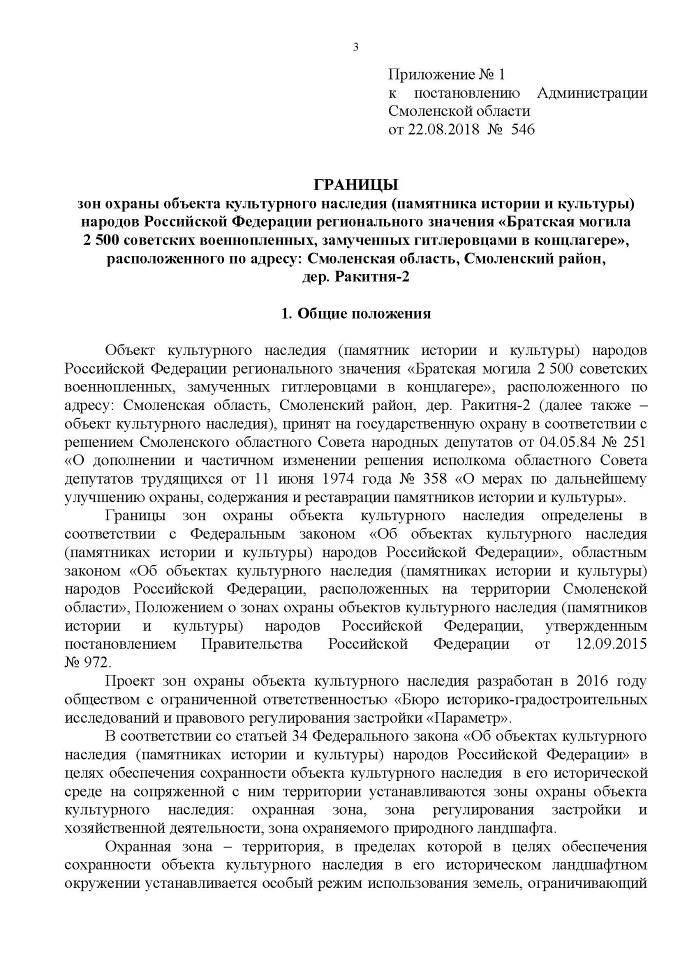 3
Приложение № 1
к постановлению Администрации
Смоленской области
от 22.08.2018 № 546
ГРАНИЦЫ
зон охраны объекта культурного наследия (памятника истории и культуры)
народов Российской Федерации регионального значения «Братская могила
2 500 советских военнопленных, замученных гитлеровцами в концлагере»,
расположенного по адресу: Смоленская область, Смоленский район,
дер. Ракитня-2
1. Общие положения
Объект культурного наследия (памятник истории и культуры) народов
Российской Федерации регионального значения «Братская могила 2 500 советских
военнопленных, замученных гитлеровцами в концлагере», расположенного по
адресу: Смоленская область, Смоленский район, дер. Ракитня-2 (далее также –
объект культурного наследия), принят на государственную охрану в соответствии с
решением Смоленского областного Совета народных депутатов от 04.05.84 № 251
«О дополнении и частичном изменении решения исполкома областного Совета
депутатов трудящихся от 11 июня 1974 года № 358 «О мерах по дальнейшему
улучшению охраны, содержания и реставрации памятников истории и культуры».
Границы зон охраны объекта культурного наследия определены в
соответствии с Федеральным законом «Об объектах культурного наследия
(памятниках истории и культуры) народов Российской Федерации», областным
законом «Об объектах культурного наследия (памятниках истории и культуры)
народов Российской Федерации, расположенных на территории Смоленской
области», Положением о зонах охраны объектов культурного наследия (памятников
истории и культуры) народов Российской Федерации, утвержденным
постановлением Правительства Российской Федерации от 12.09.2015
№ 972.
Проект зон охраны объекта культурного наследия разработан в 2016 году
обществом с ограниченной ответственностью «Бюро историко-градостроительных
исследований и правового регулирования застройки «Параметр».
В соответствии со статьей 34 Федерального закона «Об объектах культурного
наследия (памятниках истории и культуры) народов Российской Федерации» в
целях обеспечения сохранности объекта культурного наследия в его исторической
среде на сопряженной с ним территории устанавливаются зоны охраны объекта
культурного наследия: охранная зона, зона регулирования застройки и
хозяйственной деятельности, зона охраняемого природного ландшафта.
Охранная зона – территория, в пределах которой в целях обеспечения
сохранности объекта культурного наследия в его историческом ландшафтном
окружении устанавливается особый режим использования земель, ограничивающий